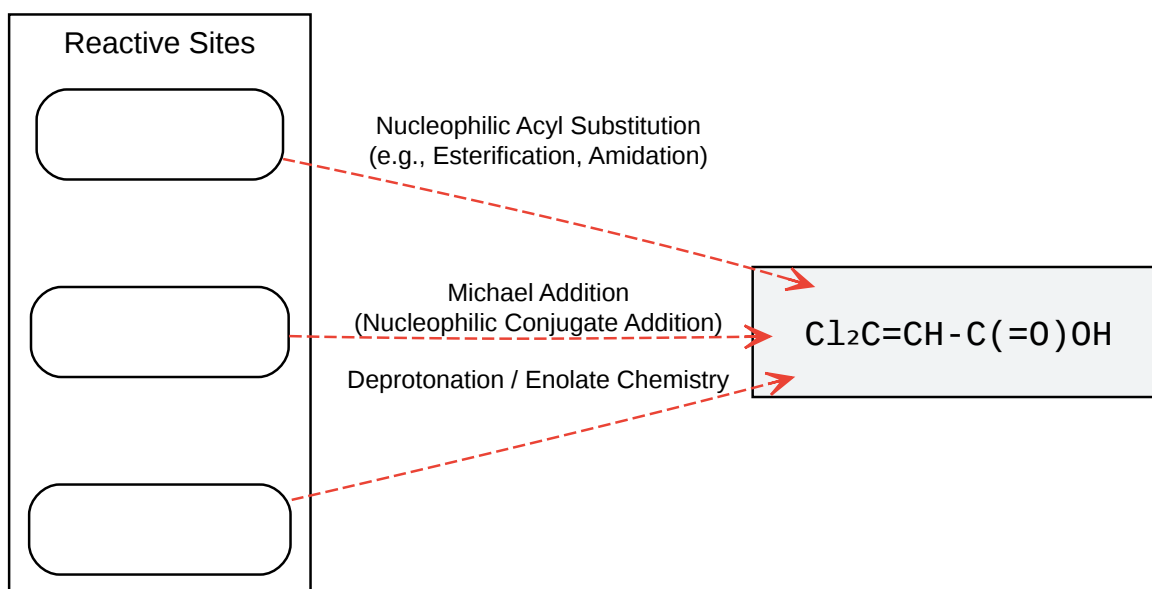 Reactive Sites
Nucleophilic Acyl Substitution
(e.g., Esterification, Amidation)
Michael Addition
(Nucleophilic Conjugate Addition)
Cl₂C=CH-C(=O)OH
Deprotonation / Enolate Chemistry